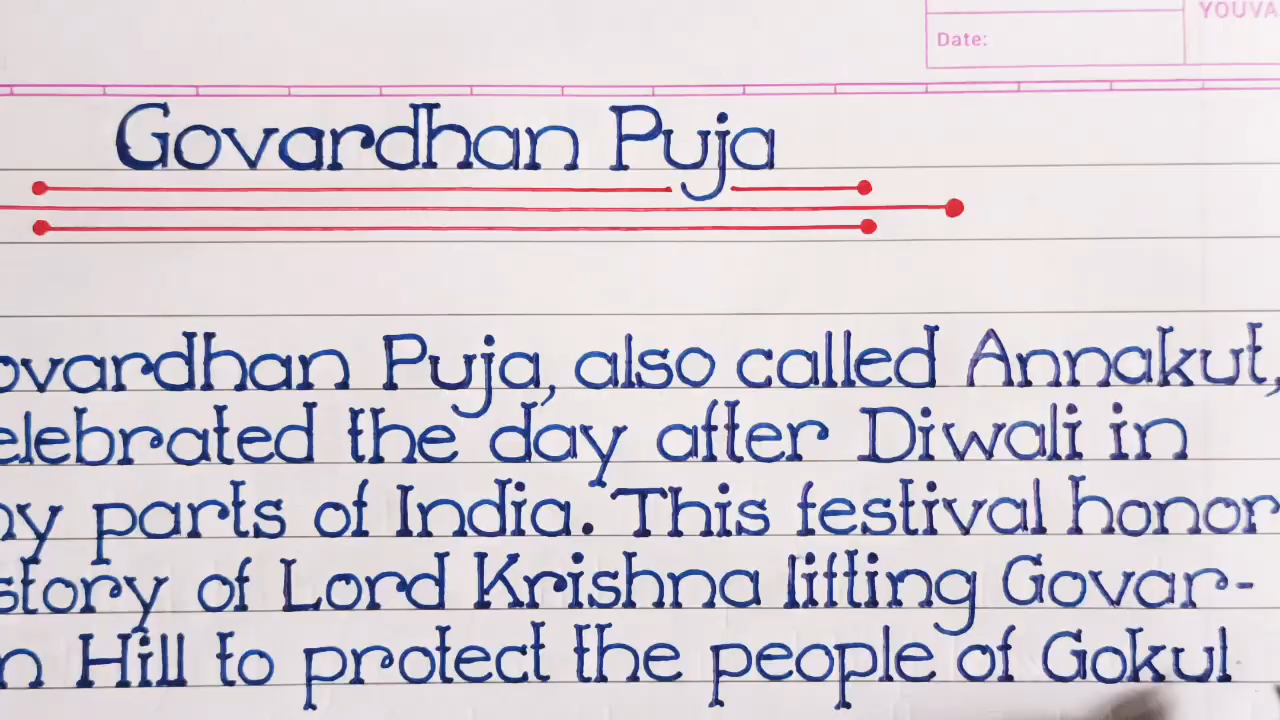 YOUVA
Date:
Govardhan Puja
ovardhan Puja, also called Annakut,
elebrated the day after Diwali in
ny parts of India. This festival honor
story of Lord Krishna lifting Govar-
n Hill to protect the people of Gokul